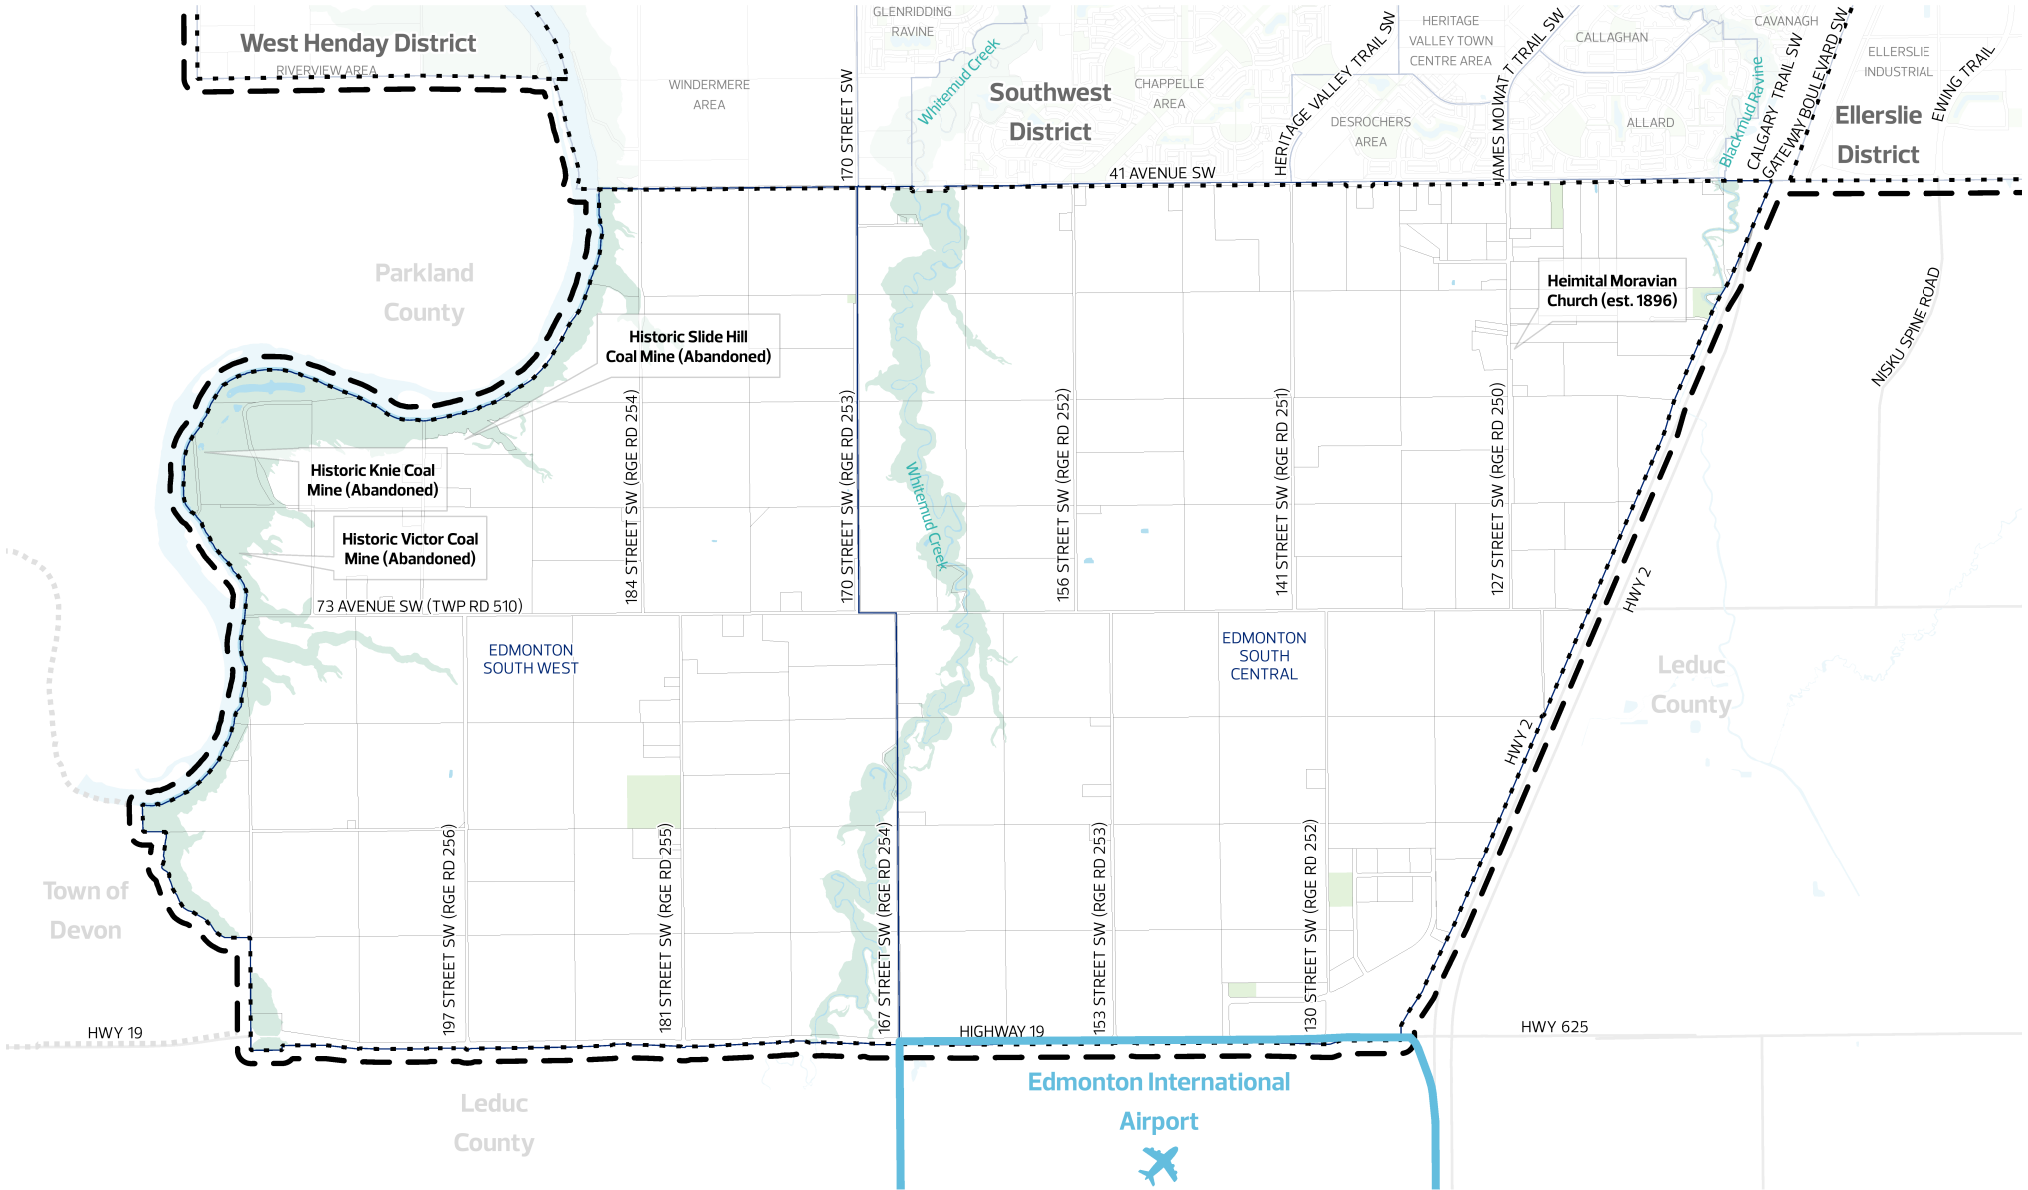 West Henday District
RIVERVIEW AREA
WINDERMERE
AREA
170 STREET SW
GLENRIDDING
RAVINE
Whitemud Creek
Southwest
District
CHAPPELLE
AREA
HERITAGE VALLEY TRAIL SW
HERITAGE
VALLEY TOWN
CENTRE AREA
DESROCHERS
AREA
JAMES MOWAT T TRAIL SW
CALLAGHAN
ALLARD
Blackmud Ravine
CAVANAGH
CALGARY TRAIL SW
GATEWAY BOULEVARD SW
ELLERSLIE
INDUSTRIAL
EWING TRAIL
Ellerslie
District
41 AVENUE SW
Parkland
County
Heimital Moravian
Church (est. 1896)
NISKU SPINE ROAD
Historic Slide Hill
Coal Mine (Abandoned)
Historic Knie Coal
Mine (Abandoned)
Historic Victor Coal
Mine (Abandoned)
184 STREET SW (RGE RD 254)
170 STREET SW (RGE RD 253)
Whitemud Creek
156 STREET SW (RGE RD 252)
141 STREET SW (RGE RD 251)
127 STREET SW (RGE RD 250)
HWY 2
73 AVENUE SW (TWP RD 510)
EDMONTON
SOUTH WEST
EDMONTON
SOUTH
CENTRAL
Leduc
County
HWY 2
Town of
Devon
197 STREET SW (RGE RD 256)
181 STREET SW (RGE RD 255)
167 STREET SW (RGE RD 254)
153 STREET SW (RGE RD 253)
130 STREET SW (RGE RD 252)
HWY 19
HIGHWAY 19
HWY 625
Leduc
County
Edmonton International
Airport